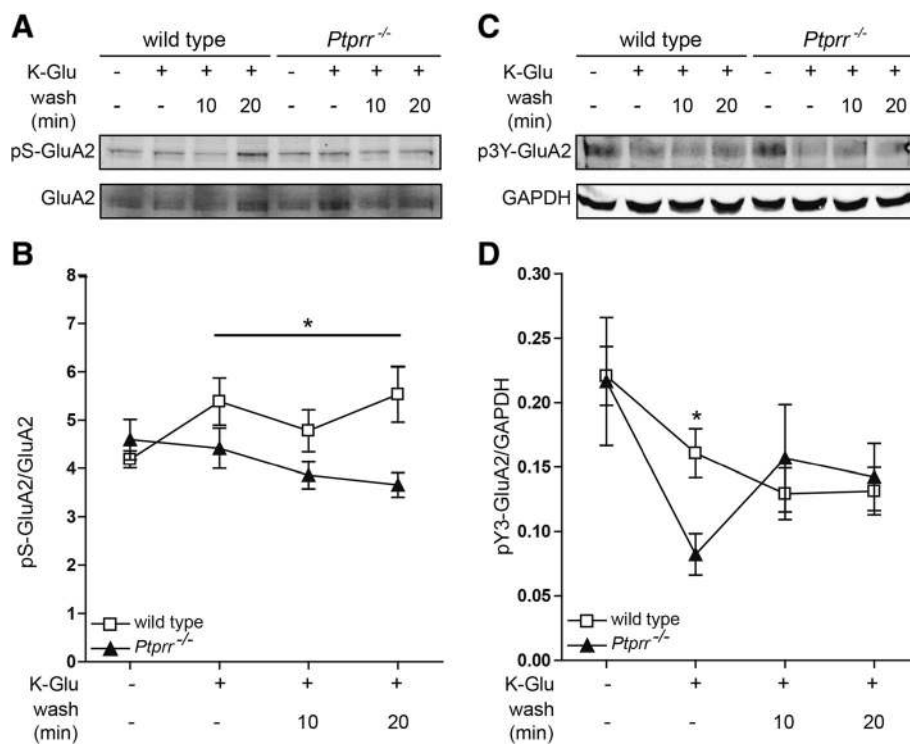 A
wild type Ptprr -/-
K-Glu - + + + - + + +
wash (min) - - 10 20 - - 10 20
pS-GluA2
GluA2
C
wild type Ptprr -/-
K-Glu - + + + - + + +
wash (min) - - 10 20 - - 10 20
p3Y-GluA2
GAPDH
B
8
7
6
5
4
3
2
1
0
pS-GluA2/GluA2
*
wild type
Ptprr -/-
K-Glu - + + +
wash (min) - - 10 20
D
0.30
0.25
0.20
0.15
0.10
0.05
0.00
pY3-GluA2/GAPDH
*
wild type
Ptprr -/-
K-Glu - + + +
wash (min) - - 10 20